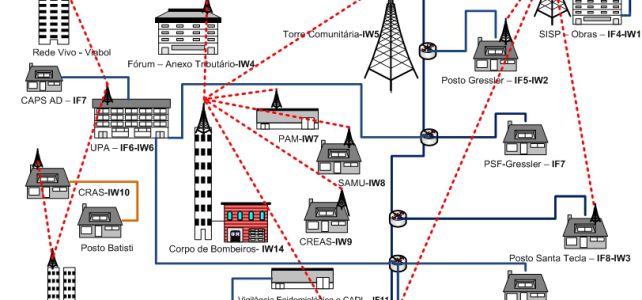 Rede Vivo - Vinbol
Fórum – Anexo Tributário-IW4
Torre Comunitária-IW5
SISP
Obras – IF4-IW1
Posto Gressler – IF5-IW2
CAPS AD – IF7
UPA – IF6-IW6
PAM-IW7
PSF-Gressler – IF7
SAMU-IW8
CRAS-IW10
Posto Batisti
Corpo de Bombeiros- IW14
CREAS-IW9
Posto Santa Tecla – IF8-IW3
Vigilância Epidemiológica e CADI – IF11